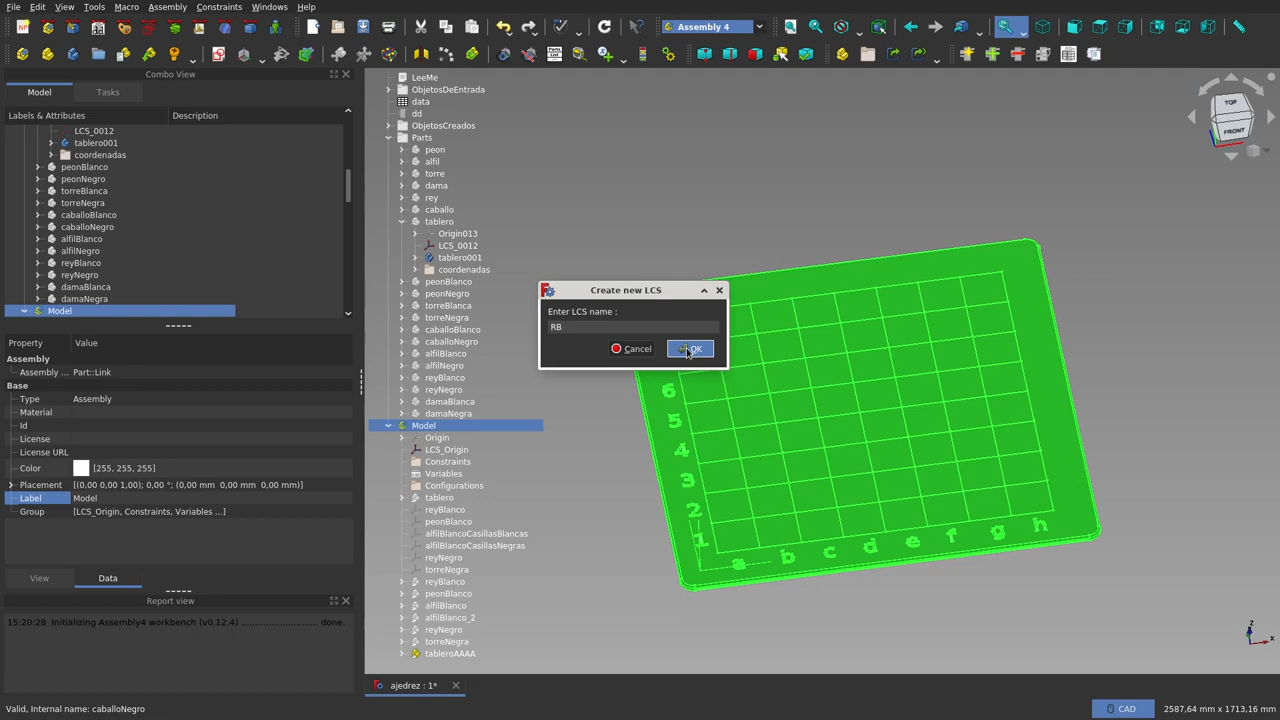 File Edit View Tools Macro Assembly Constraints Windows Help
Assembly 4
Combo View
Model Tasks
Labels & Attributes Description
LCS_0012
tablero001
coordenadas
peonBlanco
peonNegro
torreBlanca
torreNegra
caballoBlanco
caballoNegro
alfilBlanco
alfilNegro
reyBlanco
reyNegro
damaBlanca
damaNegra
Model
Property Value
Assembly
Assembly ... Part::Link
Base
Type Assembly
Material
Id
License
License URL
Color [255, 255, 255]
Placement [(0,00 0,00 1,00); 0,00 °; (0,00 mm 0,00 mm 0,00 mm)]
Label Model
Group [LCS_Origin, Constraints, Variables ...]
View Data
Report view
15:20:28 Initializing Assembly4 workbench (v0.12.4) ............................ done.
LeeMe
ObjetosDeEntrada
data
dd
ObjetosCreados
Parts
peon
alfil
torre
dama
rey
caballo
tablero
Origin013
LCS_0012
tablero001
coordenadas
peonBlanco
peonNegro
torreBlanca
torreNegra
caballoBlanco
caballoNegro
alfilBlanco
alfilNegro
reyBlanco
reyNegro
damaBlanca
damaNegra
Model
Origin
LCS_Origin
Constraints
Variables
Configurations
tablero
reyBlanco
peonBlanco
alfilBlancoCasillasBlancas
alfilBlancoCasillasNegras
reyNegro
torreNegra
reyBlanco
peonBlanco
alfilBlanco
alfilBlanco_2
reyNegro
torreNegra
tableroAAAA
Create new LCS
Enter LCS name :
RB
Cancel OK
TOP
FRONT
6
5
4
3
2
1
a b c d e f g h
z
x
ajedrez : 1*
Valid, Internal name: caballoNegro
CAD 2587,64 mm x 1713,16 mm